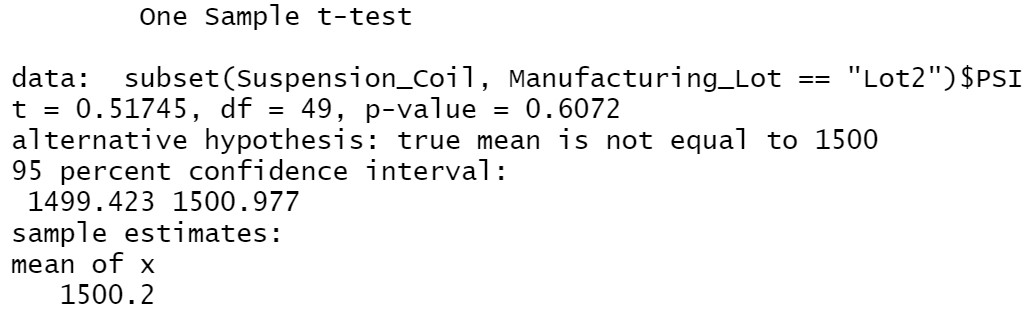 One Sample t-test
data: subset(Suspension_Coil, Manufacturing_Lot == "Lot2")$PSI
t = 0.51745, df = 49, p-value = 0.6072
alternative hypothesis: true mean is not equal to 1500
95 percent confidence interval:
1499.423 1500.977
sample estimates:
mean of x
1500.2